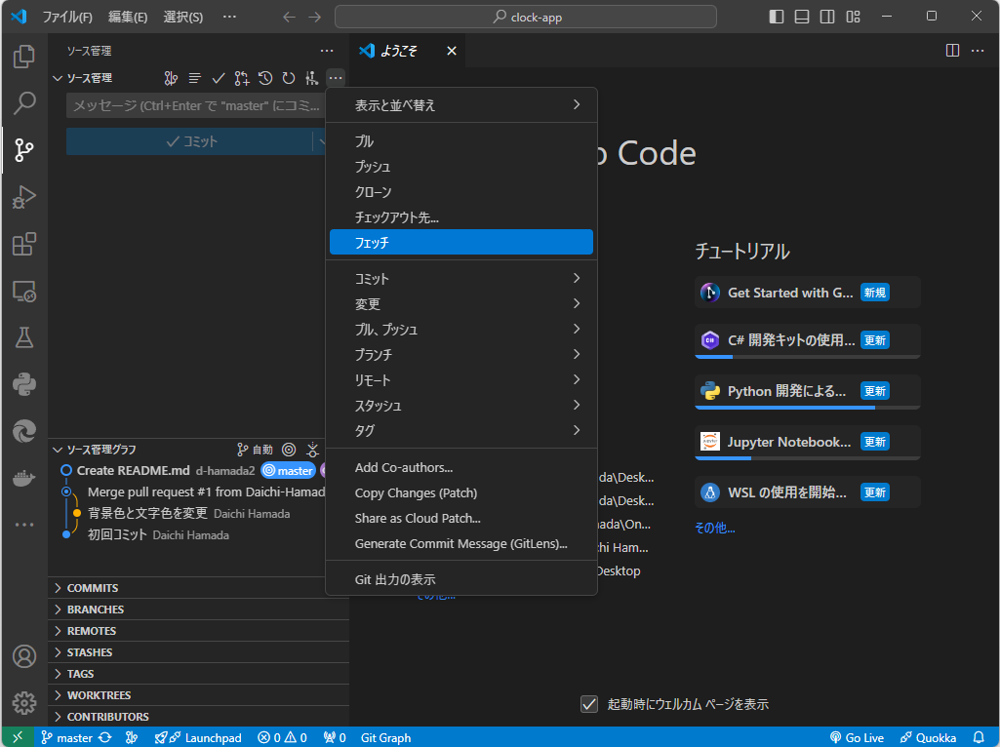 ファイル(F) 編集(E) 選択(S) ... clock-app
ソース管理 ...
ようこそ
ソース管理
メッセージ (Ctrl+Enter で "master" にコミ...
コミット
表示と並べ替え
プル
プッシュ
クローン
チェックアウト先...
フェッチ
コミット
変更
プル、プッシュ
ブランチ
リモート
スタッシュ
タグ
Add Co-authors...
Copy Changes (Patch)
Share as Cloud Patch...
Generate Commit Message (GitLens)...
Git 出力の表示
Code
チュートリアル
Get Started with G... 新規
C# 開発キットの使用... 更新
Python 開発による... 更新
Jupyter Notebook... 更新
WSL の使用を開始... 更新
その他...
da\Desk...
da\Desk...
ada\On...
hi Ham...
Desktop
その他...
起動時にウェルカム ページを表示
ソース管理グラフ 自動
Create README.md d-hamada2 master
Merge pull request #1 from Daichi-Hamad
背景色と文字色を変更 Daichi Hamada
初回コミット Daichi Hamada
COMMITS
BRANCHES
REMOTES
STASHES
TAGS
WORKTREES
CONTRIBUTORS
master Launchpad 0 0 0 Git Graph Go Live Quokka